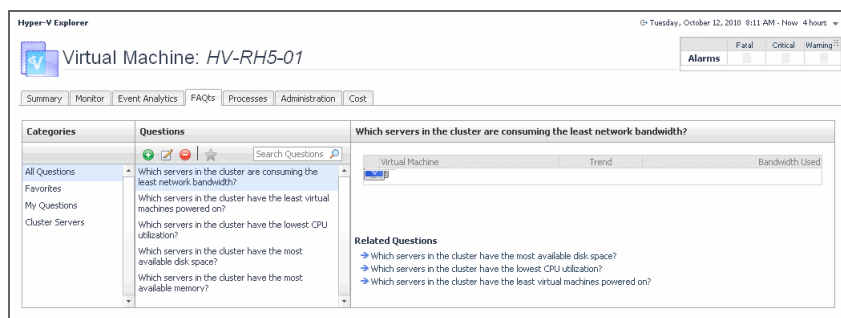 Hyper-V Explorer
Tuesday, October 12, 2010 8:11 AM - Now 4 hours
Virtual Machine: HV-RH5-01
Fatal Critical Warning
Alarms
Summary Monitor Event Analytics FAQts Processes Administration Cost
Categories
All Questions
Favorites
My Questions
Cluster Servers
Questions
Search Questions
Which servers in the cluster are consuming the
least network bandwidth?
Which servers in the cluster have the least virtual
machines powered on?
Which servers in the cluster have the lowest CPU
utilization?
Which servers in the cluster have the most
available disk space?
Which servers in the cluster have the most
available memory?
Which servers in the cluster are consuming the least network bandwidth?
Virtual Machine Trend Bandwidth Used
Related Questions
Which servers in the cluster have the most available disk space?
Which servers in the cluster have the lowest CPU utilization?
Which servers in the cluster have the least virtual machines powered on?